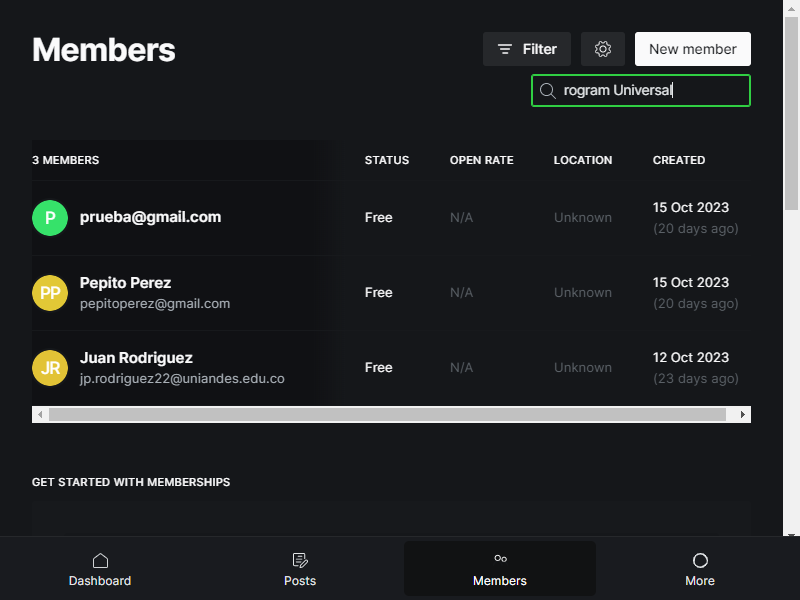 Members
Filter
New member
rogram Universal
3 MEMBERS STATUS OPEN RATE LOCATION CREATED
P prueba@gmail.com Free N/A Unknown 15 Oct 2023
(20 days ago)
PP Pepito Perez Free N/A Unknown 15 Oct 2023
pepitoperez@gmail.com (20 days ago)
JR Juan Rodriguez Free N/A Unknown 12 Oct 2023
jp.rodriguez22@uniandes.edu.co (23 days ago)
GET STARTED WITH MEMBERSHIPS
Dashboard Posts Members More